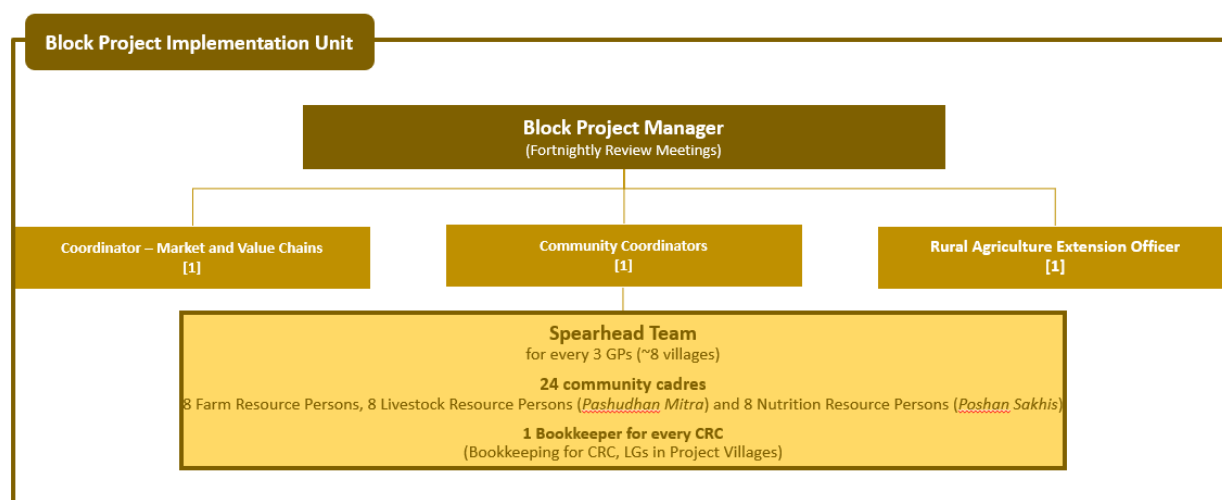 Block Project Implementation Unit
Block Project Manager
(Fortnightly Review Meetings)
Coordinator – Market and Value Chains
[1]
Community Coordinators
[1]
Rural Agriculture Extension Officer
[1]
Spearhead Team
for every 3 GPs (~8 villages)
24 community cadres
8 Farm Resource Persons, 8 Livestock Resource Persons (Pashudhan Mitra) and 8 Nutrition Resource Persons (Poshan Sakhis)
1 Bookkeeper for every CRC
(Bookkeeping for CRC, LGs in Project Villages)